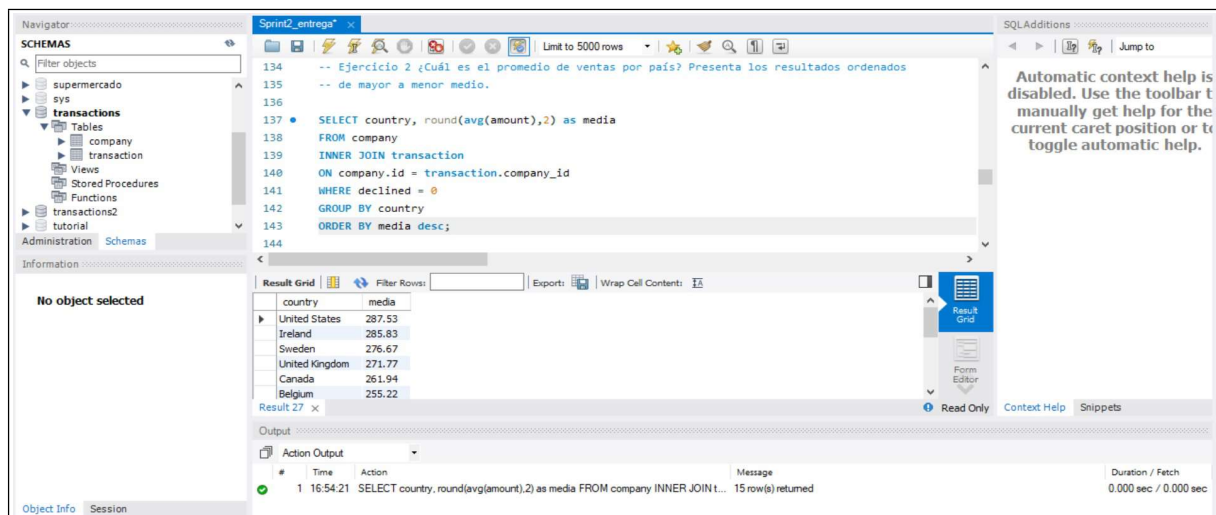 Navigator
SCHEMAS
Filter objects
supermercado
sys
transactions
Tables
company
transaction
Views
Stored Procedures
Functions
transactions2
tutorial
Administration Schemas
Information
No object selected
Object Info Session
Sprint2_entrega*
Limit to 5000 rows
134 -- Ejercicio 2 ¿Cuál es el promedio de ventas por país? Presenta los resultados ordenados
135 -- de mayor a menor medio.
136
137 SELECT country, round(avg(amount),2) as media
138 FROM company
139 INNER JOIN transaction
140 ON company.id = transaction.company_id
141 WHERE declined = 0
142 GROUP BY country
143 ORDER BY media desc;
144
Result Grid Filter Rows: Export: Wrap Cell Content:
country media
United States 287.53
Ireland 285.83
Sweden 276.67
United Kingdom 271.77
Canada 261.94
Belgium 255.22
Result Grid
Form Editor
Result 27 Read Only
Output
Action Output
# Time Action Message Duration / Fetch
1 16:54:21 SELECT country, round(avg(amount),2) as media FROM company INNER JOIN t... 15 row(s) returned 0.000 sec / 0.000 sec
SQLAdditions
Jump to
Automatic context help is
disabled. Use the toolbar t
manually get help for the
current caret position or to
toggle automatic help.
Context Help Snippets